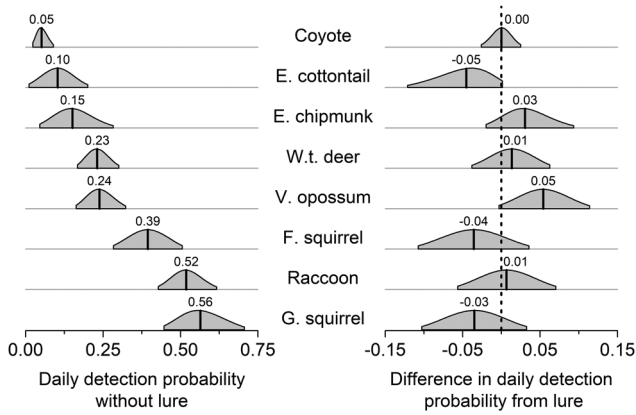 0.05 Coyote 0.00
0.10 E. cottontail -0.05
0.15 E. chipmunk 0.03
0.23 W.t. deer 0.01
0.24 V. opossum 0.05
0.39 F. squirrel -0.04
0.52 Raccoon 0.01
0.56 G. squirrel -0.03
0.00 0.25 0.50 0.75 -0.15 -0.05 0.05 0.15
Daily detection probability Difference in daily detection
without lure probability from lure